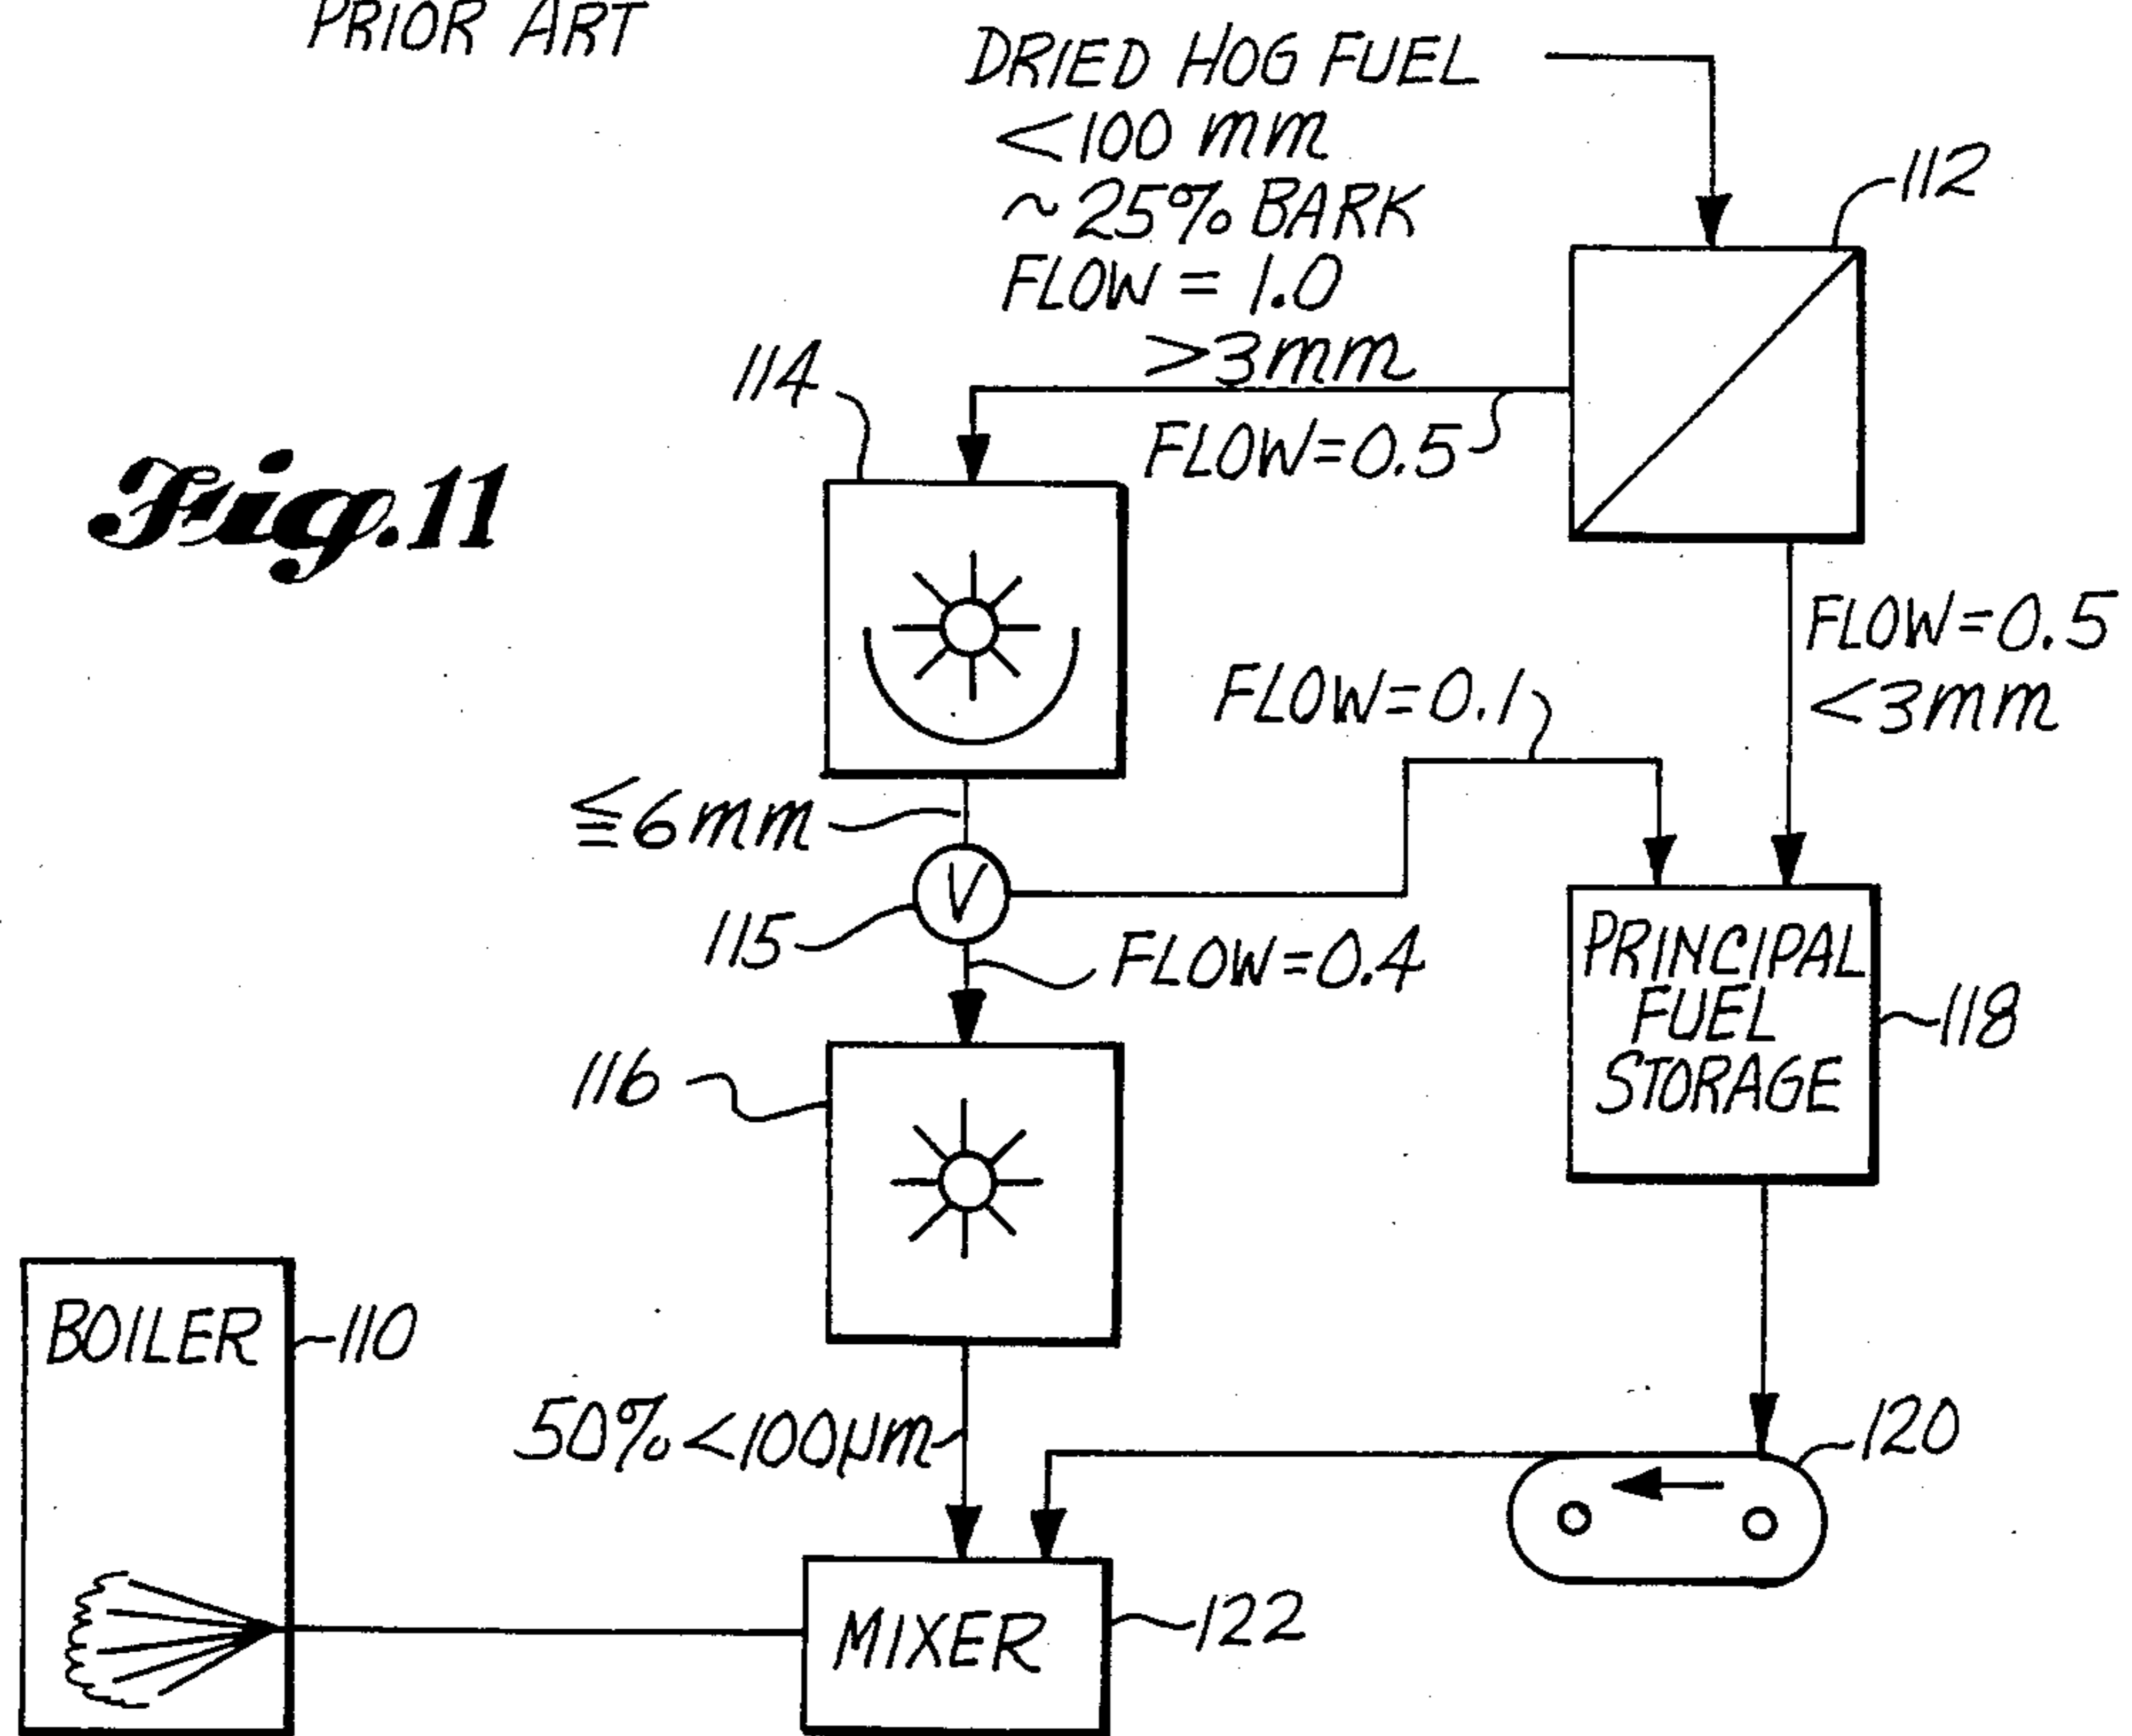 PRIOR ART
DRIED HOG FUEL
<100 mm
~25% BARK
FLOW = 1.0
>3mm
112
114
FLOW=0.5
Fig.11
FLOW=0.5
<3mm
FLOW=0.1
≦6mm
V
115
FLOW=0.4
PRINCIPAL
FUEL
STORAGE
118
116
BOILER
110
50%<100μm
120
MIXER
122